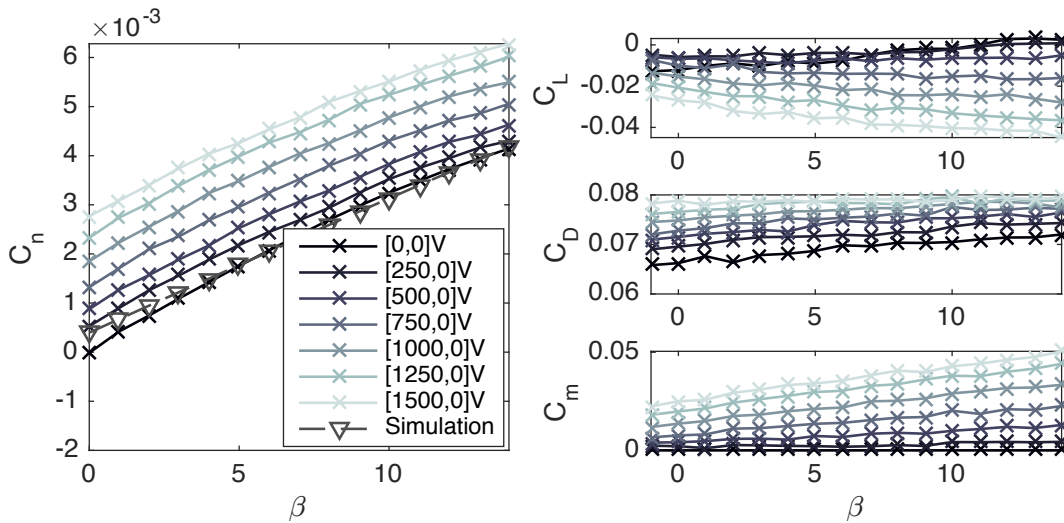 ×10⁻³
6
5
4
3
2
1
0
-1
-2
0
5
10
β
C_n
[0,0]V
[250,0]V
[500,0]V
[750,0]V
[1000,0]V
[1250,0]V
[1500,0]V
Simulation
0
-0.02
-0.04
C_L
0
5
10
0.08
0.07
0.06
C_D
0
5
10
0.05
0
C_m
0
5
10
β